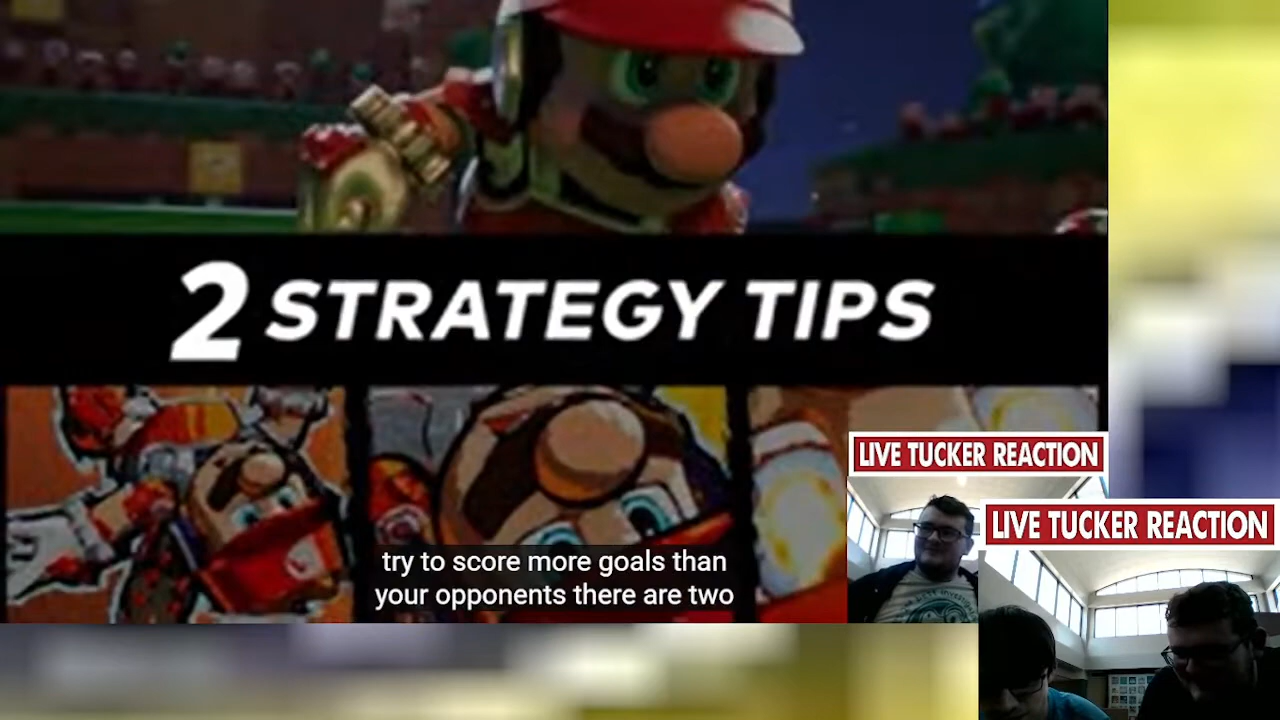 2 STRATEGY TIPS
LIVE TUCKER REACTION
LIVE TUCKER REACTION
try to score more goals than
your opponents there are two